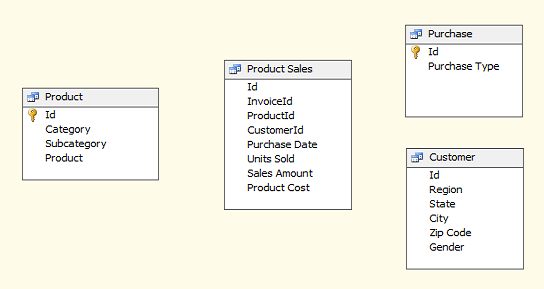 Product
Id
Category
Subcategory
Product
Product Sales
Id
InvoiceId
ProductId
CustomerId
Purchase Date
Units Sold
Sales Amount
Product Cost
Purchase
Id
Purchase Type
Customer
Id
Region
State
City
Zip Code
Gender